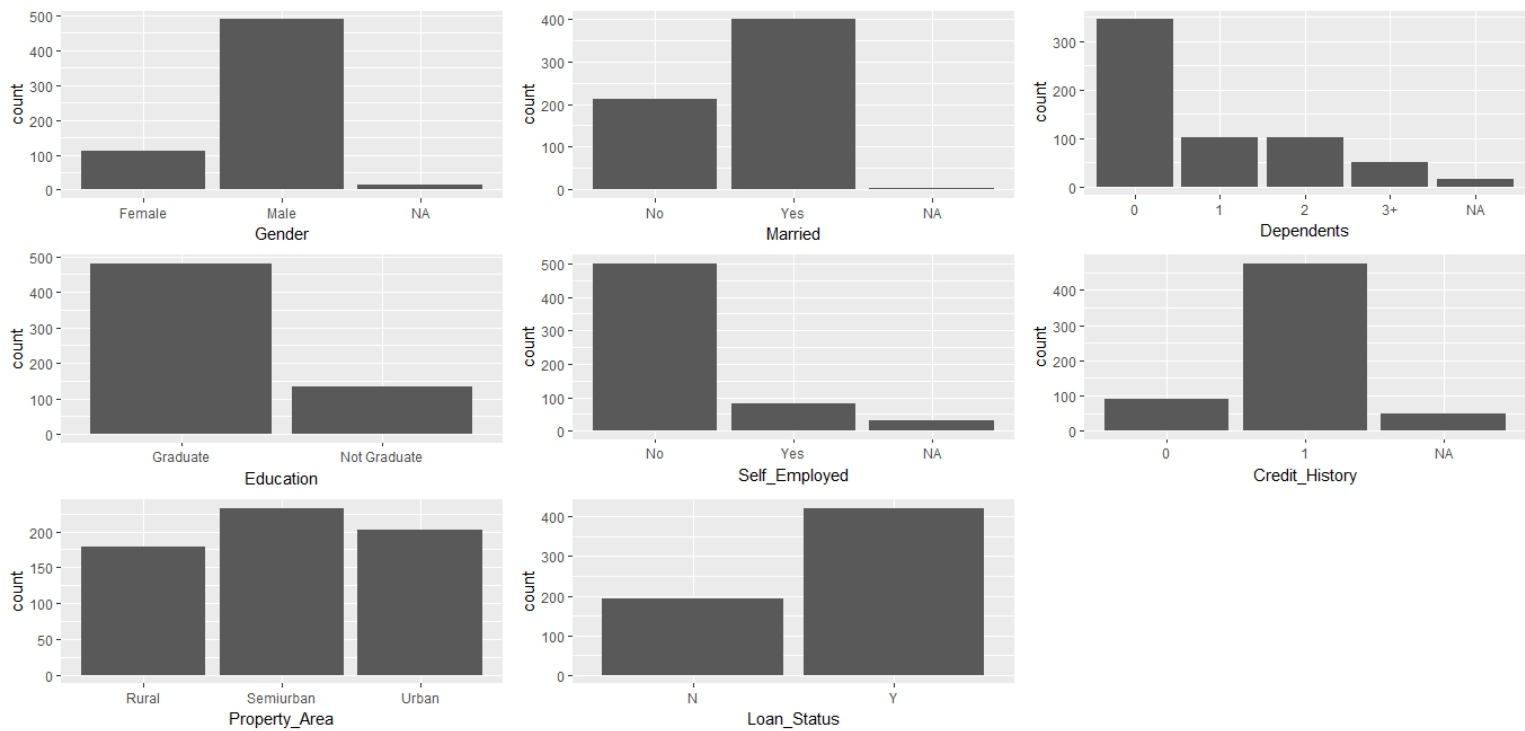 500
400
300
200
100
0
count
Female Male NA
Gender
400
300
200
100
0
count
No Yes NA
Married
300
200
100
0
count
0 1 2 3+ NA
Dependents
500
400
300
200
100
0
count
Graduate Not Graduate
Education
500
400
300
200
100
0
count
No Yes NA
Self_Employed
400
300
200
100
0
count
0 1 NA
Credit_History
200
150
100
50
0
count
Rural Semiurban Urban
Property_Area
400
300
200
100
0
count
N Y
Loan_Status